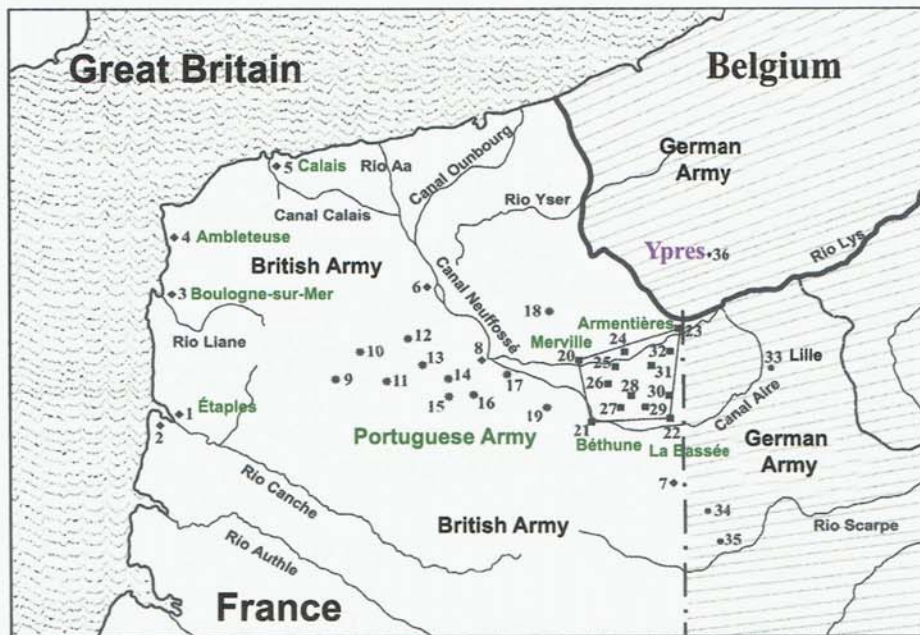 Great Britain
Belgium
German
Army
5 Calais
Rio Aa
Canal Ounbourg
Canal Calais
Rio Yser
4 Ambleteuse
British Army
Ypres 36
Rio Lys
3 Boulogne-sur-Mer
6
Canal Neuffossé
18
Armentières
23
Rio Liane
12
8
Merville
24
10
20
32
33 Lille
13
25
31
9
11
14
17
26
28
30
15
16
27
29
1 Étaples
19
21
22
Canal Aire
2
Portuguese Army
Béthune
La Bassée
German
Army
7
Rio Canche
34
British Army
Rio Scarpe
35
Rio Authle
France